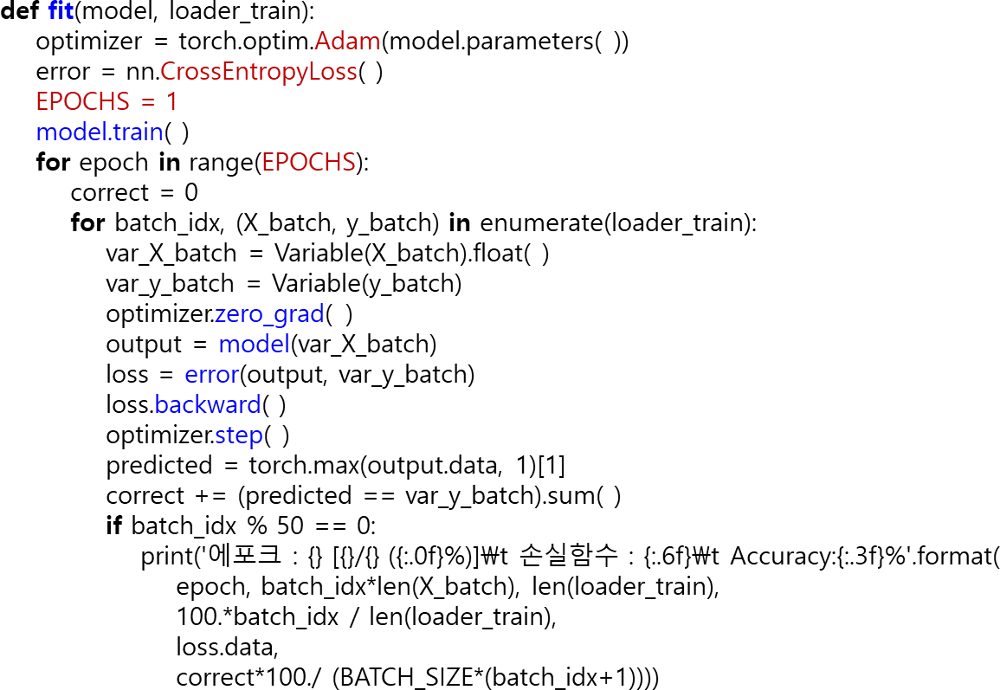 def fit(model, loader_train):
    optimizer = torch.optim.Adam(model.parameters( ))
    error = nn.CrossEntropyLoss( )
    EPOCHS = 1
    model.train( )
    for epoch in range(EPOCHS):
        correct = 0
        for batch_idx, (X_batch, y_batch) in enumerate(loader_train):
            var_X_batch = Variable(X_batch).float( )
            var_y_batch = Variable(y_batch)
            optimizer.zero_grad( )
            output = model(var_X_batch)
            loss = error(output, var_y_batch)
            loss.backward( )
            optimizer.step( )
            predicted = torch.max(output.data, 1)[1]
            correct += (predicted == var_y_batch).sum( )
            if batch_idx % 50 == 0:
                print('에포크 : {} [{}/{} ({:.0f}%)]₩t 손실함수 : {:.6f}₩t Accuracy:{:.3f}%'.format(
                    epoch, batch_idx*len(X_batch), len(loader_train),
                    100.*batch_idx / len(loader_train),
                    loss.data,
                    correct*100./ (BATCH_SIZE*(batch_idx+1))))